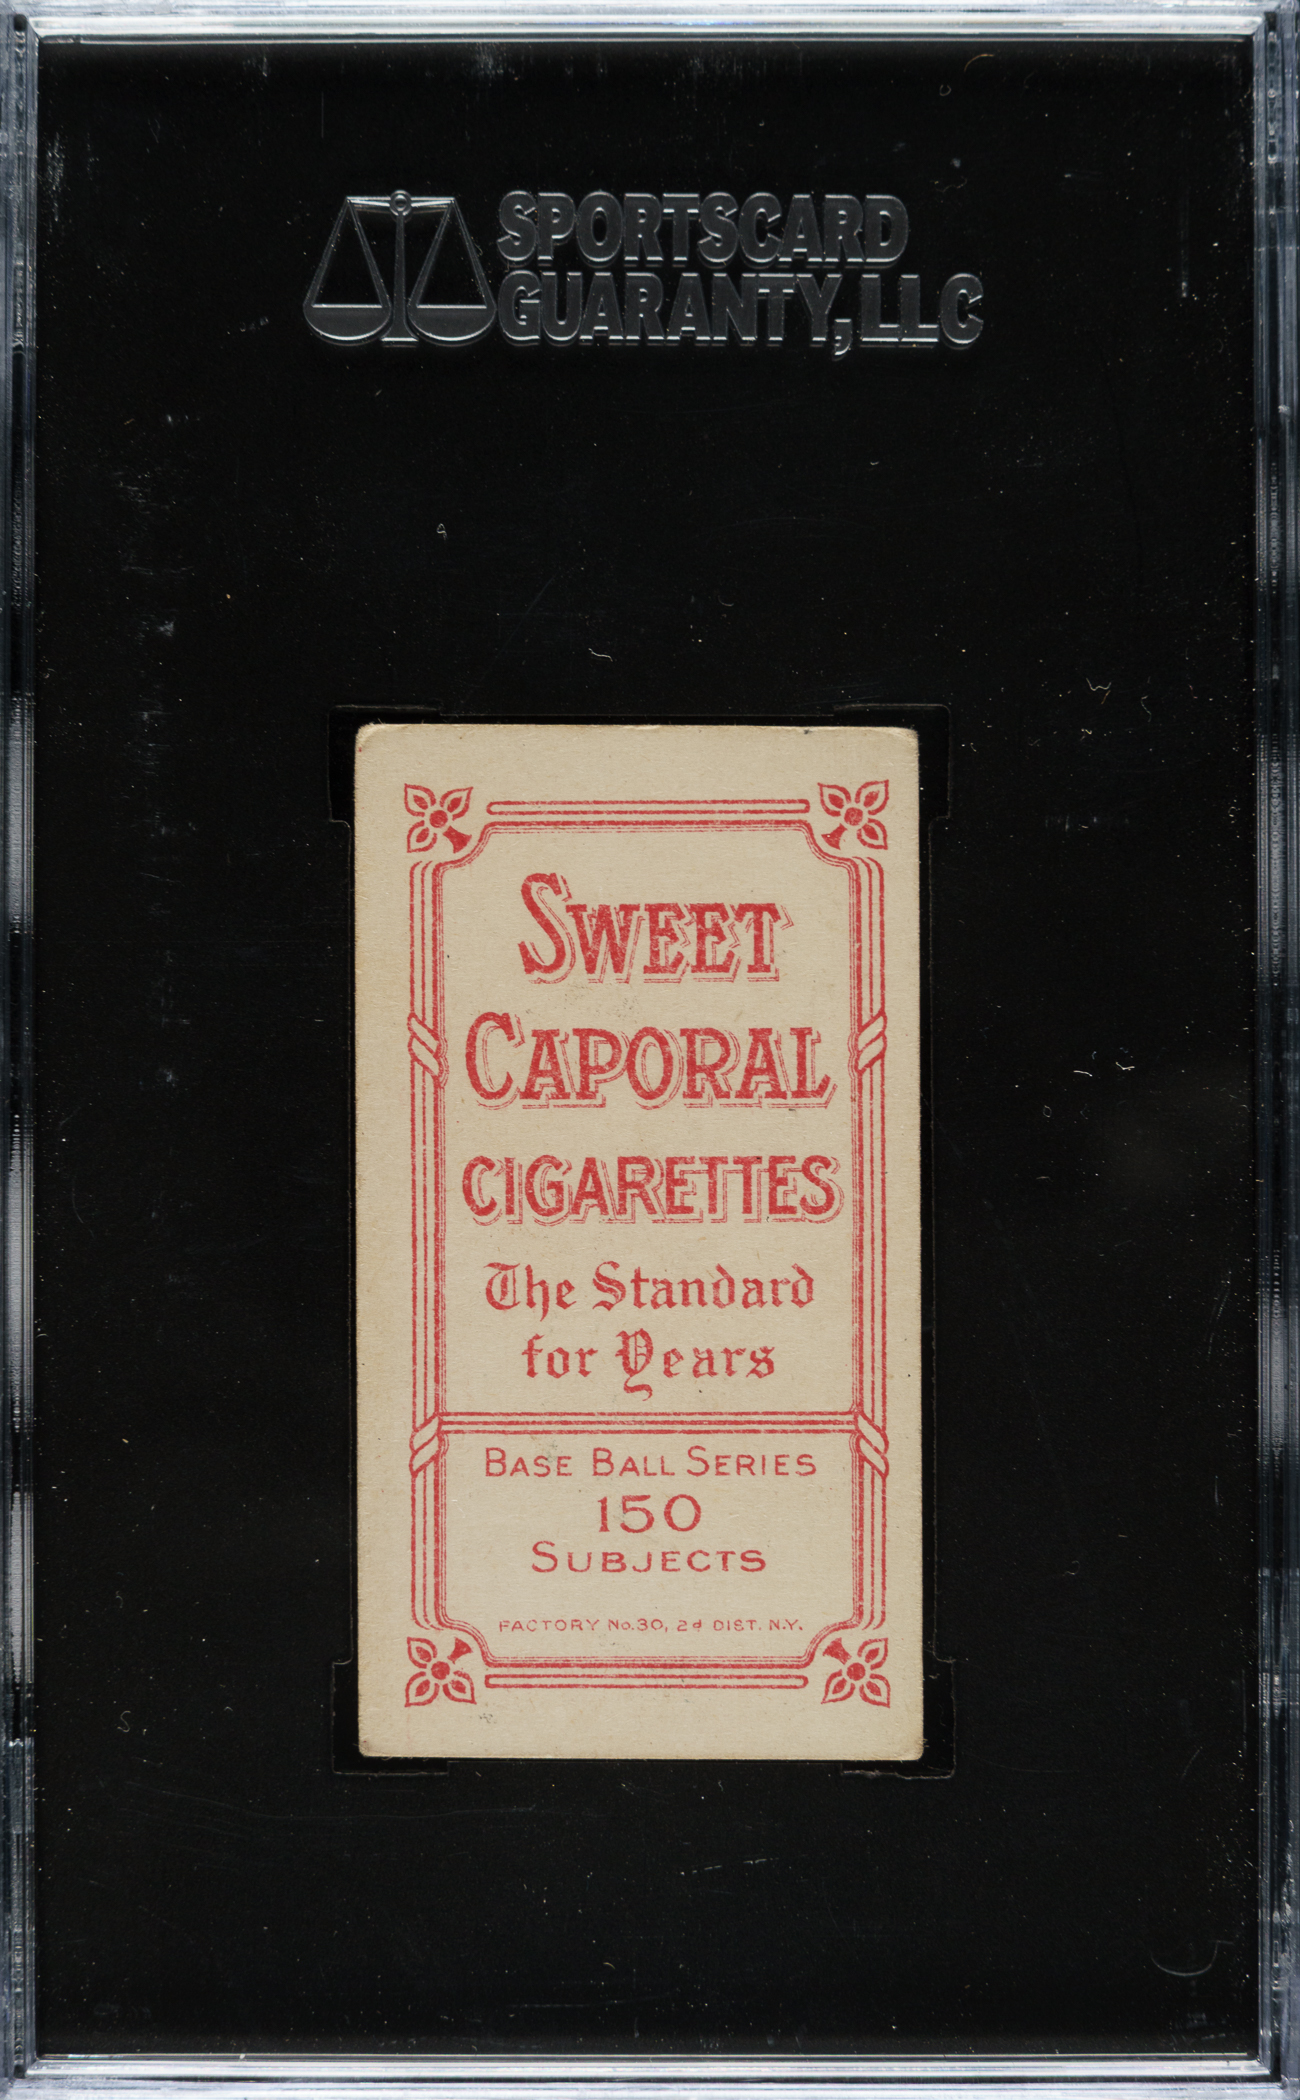 SPORTSCARD
GUARANTY, LLC
SWEET
CAPORAL
CIGARETTES
The Standard
for Years
BASE BALL SERIES
150
SUBJECTS
FACTORY No. 30, 2d DIST. N.Y.